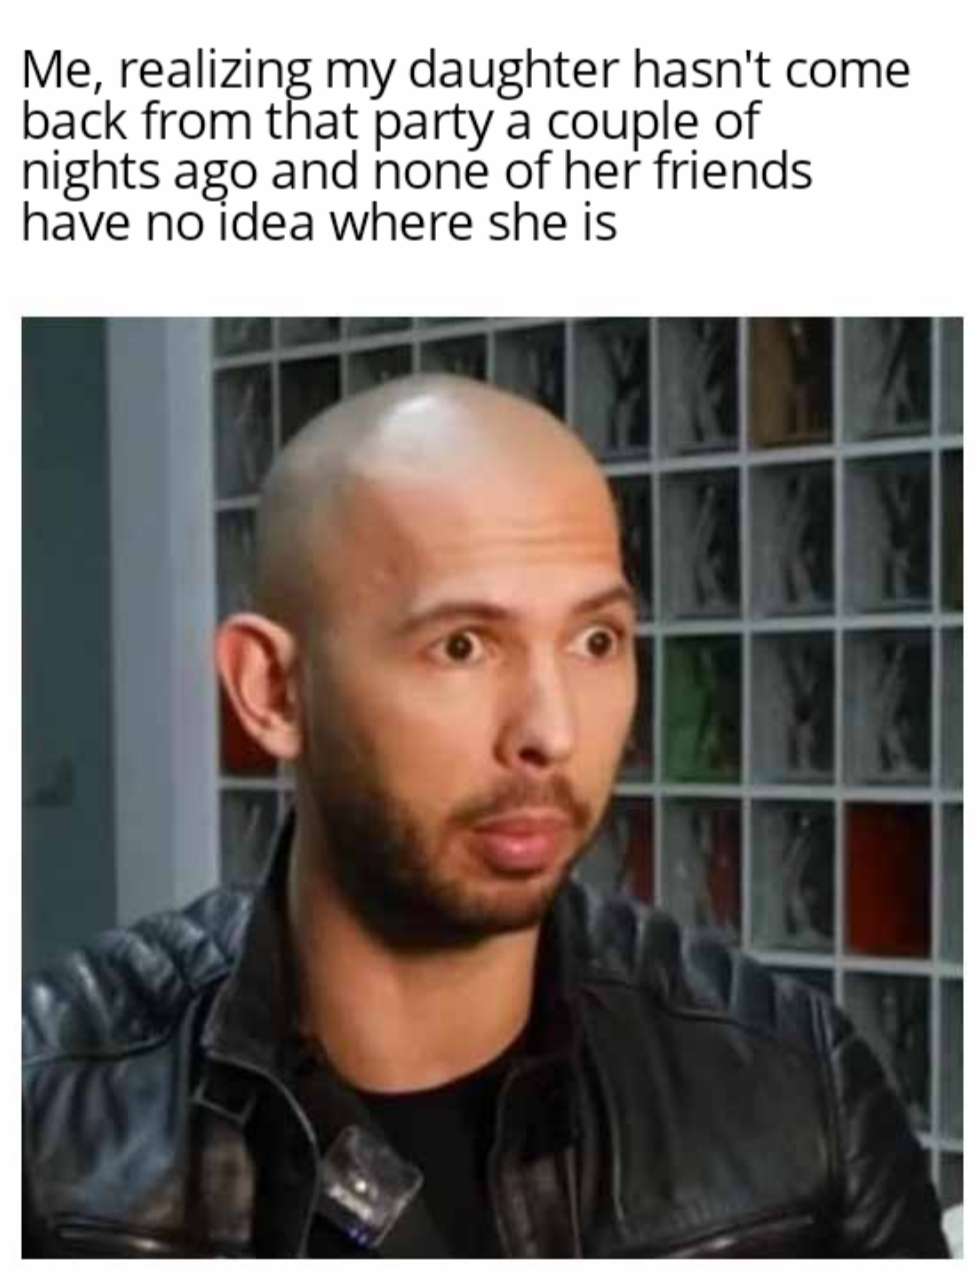 Me, realizing my daughter hasn't come
back from that party a couple of
nights ago and none of her friends
have no idea where she is